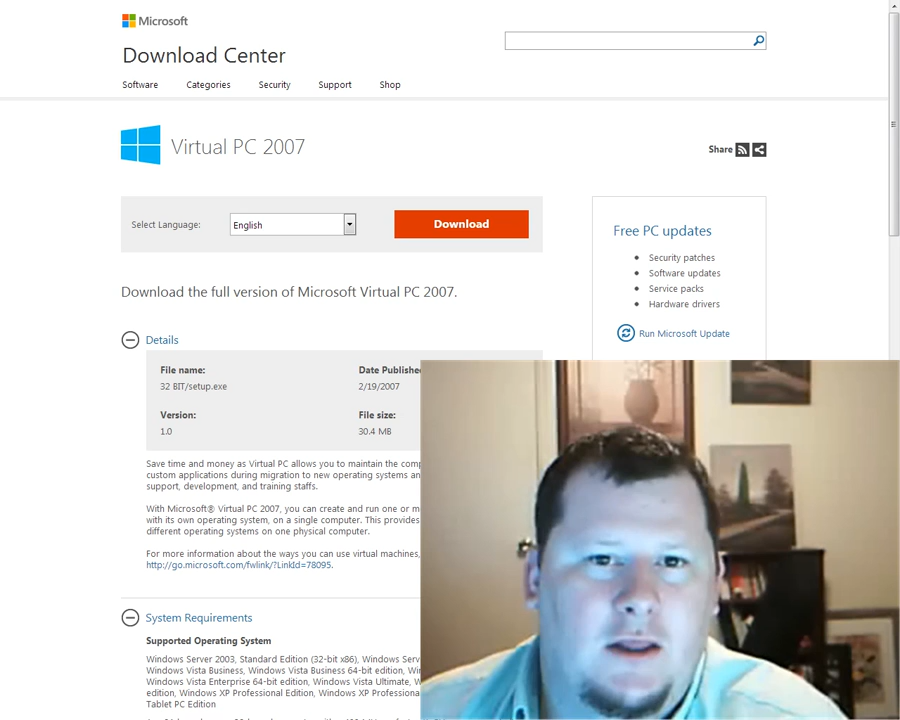 Microsoft
Download Center
Software Categories Security Support Shop
Virtual PC 2007
Share
Select Language:
English
Download
Free PC updates
Security patches
Software updates
Service packs
Hardware drivers
Run Microsoft Update
Download the full version of Microsoft Virtual PC 2007.
Details
File name:
32 BIT/setup.exe
Date Publishe
2/19/2007
Version:
1.0
File size:
30.4 MB
Save time and money as Virtual PC allows you to maintain the comp
custom applications during migration to new operating systems an
support, development, and training staffs.
With Microsoft® Virtual PC 2007, you can create and run one or m
with its own operating system, on a single computer. This provides
different operating systems on one physical computer.
For more information about the ways you can use virtual machines,
http://go.microsoft.com/fwlink/?LinkId=78095.
System Requirements
Supported Operating System
Windows Server 2003, Standard Edition (32-bit x86), Windows Serv
Windows Vista Business, Windows Vista Business 64-bit edition, Wi
Windows Vista Enterprise 64-bit edition, Windows Vista Ultimate, W
edition, Windows XP Professional Edition, Windows XP Professiona
Tablet PC Edition